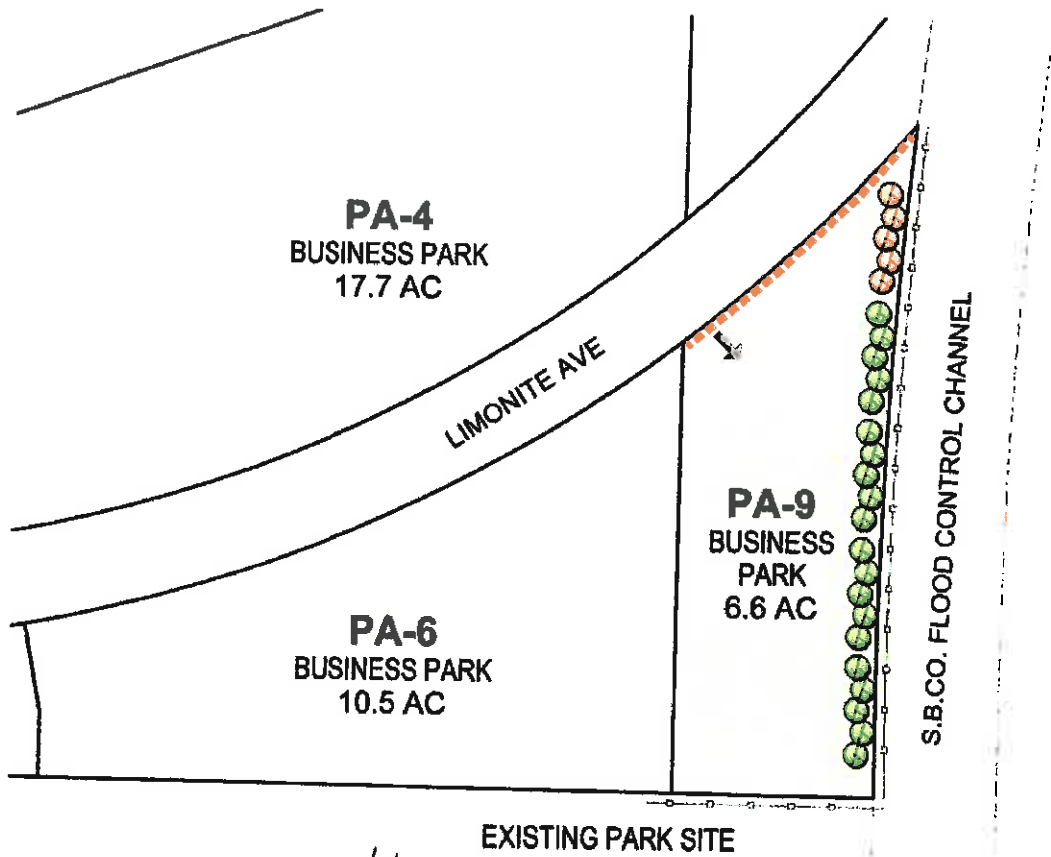 PA-4
BUSINESS PARK
17.7 AC
LIMONITE AVE
PA-9
BUSINESS
PARK
6.6 AC
PA-6
BUSINESS PARK
10.5 AC
S.B.CO. FLOOD CONTROL CHANNEL
EXISTING PARK SITE